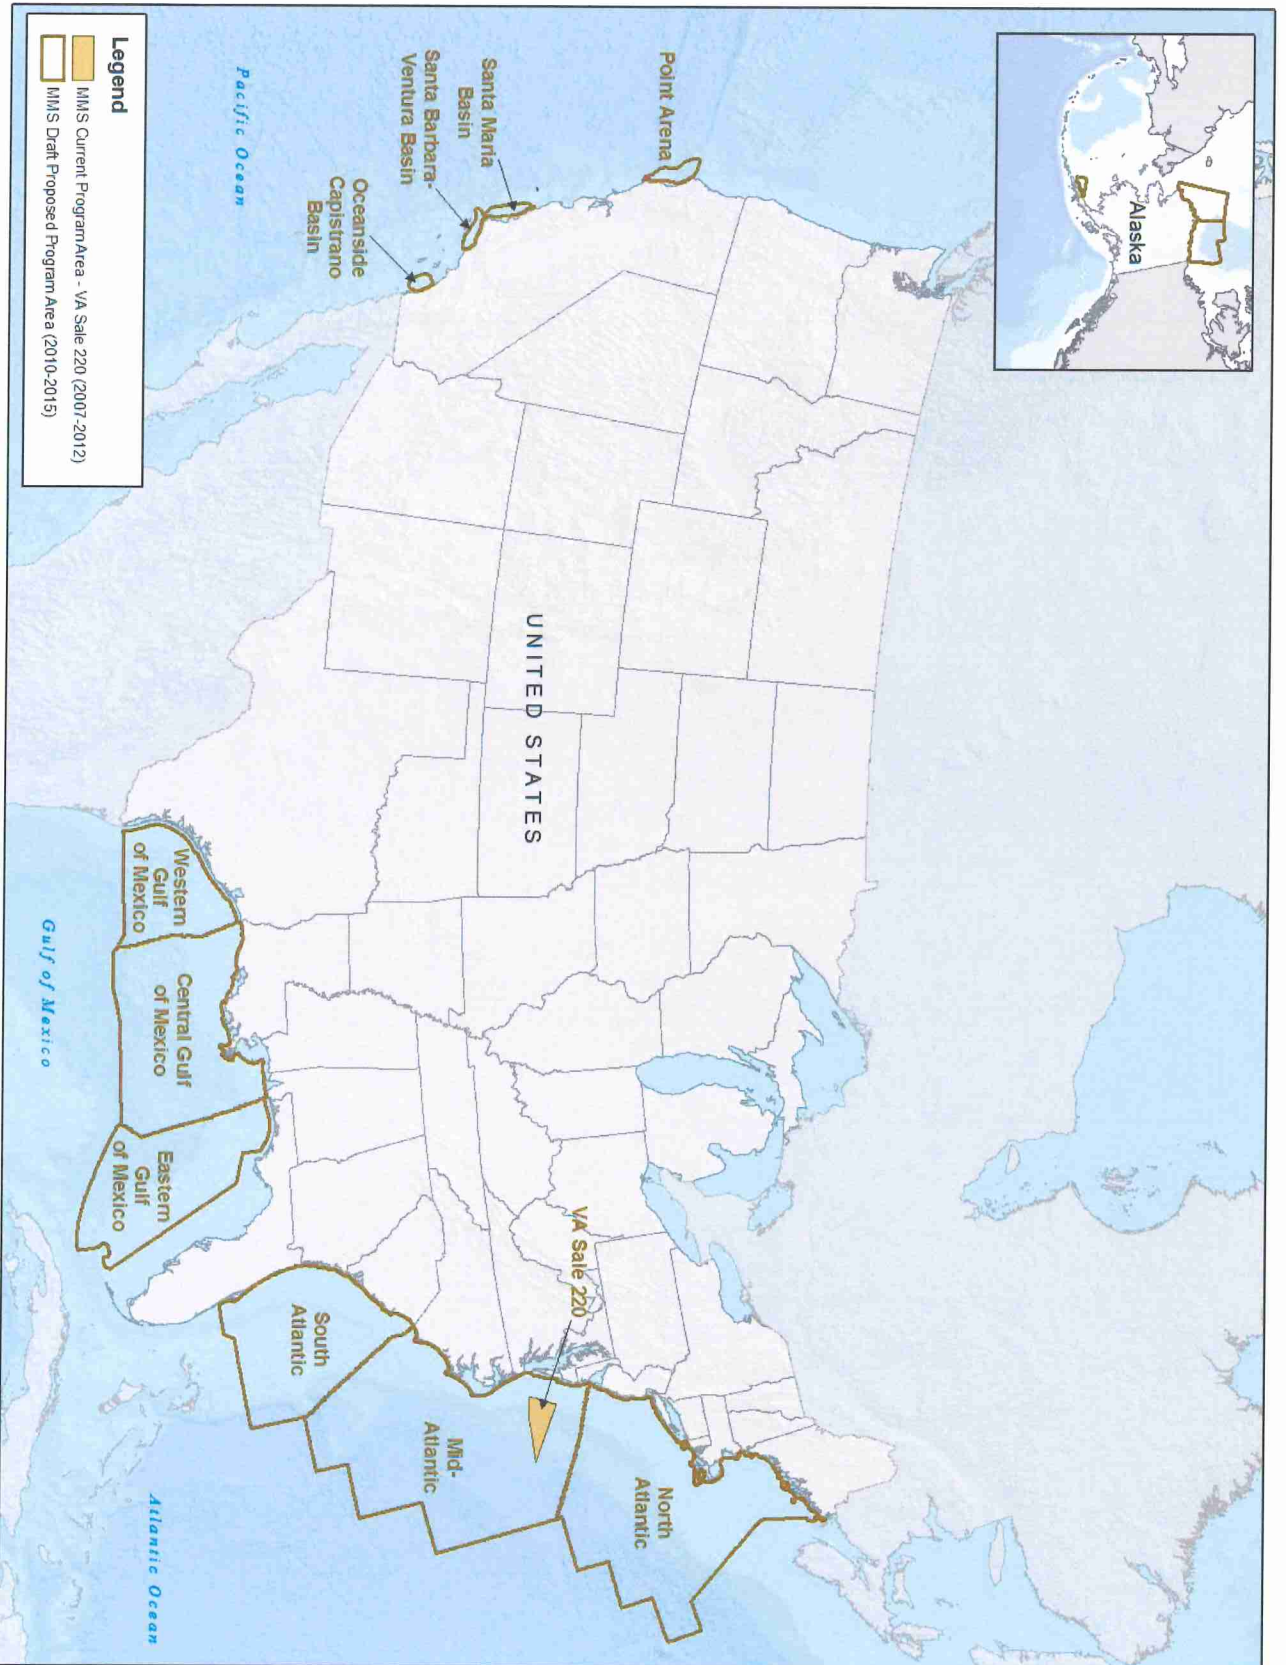 Alaska
Point Arena
Santa Maria
Basin
Santa Barbara-
Ventura Basin
Oceanside
Capistrano
Basin
Pacific Ocean
UNITED STATES
VA Sale 220
North
Atlantic
Mid-
Atlantic
South
Atlantic
Western
Gulf
of Mexico
Central Gulf
of Mexico
Eastern
Gulf
of Mexico
Gulf of Mexico
Atlantic Ocean
Legend
MMS Current Program Area - VA Sale 220 (2007-2012)
MMS Draft Proposed Program Area (2010-2015)